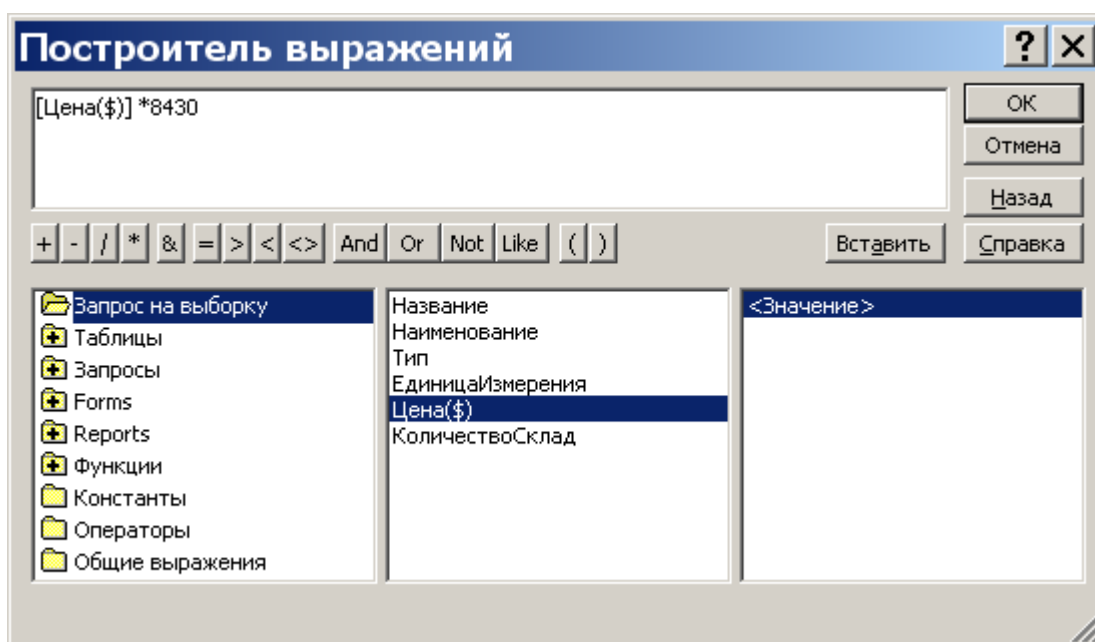 Построитель выражений
? X
[Цена($)] *8430
ОК
Отмена
Назад
+ - / * & = > < <> And Or Not Like ( ) Вставить Справка
Запрос на выборку
Таблицы
Запросы
Forms
Reports
Функции
Константы
Операторы
Общие выражения
Название
Наименование
Тип
ЕдиницаИзмерения
Цена($)
КоличествоСклад
<Значение>